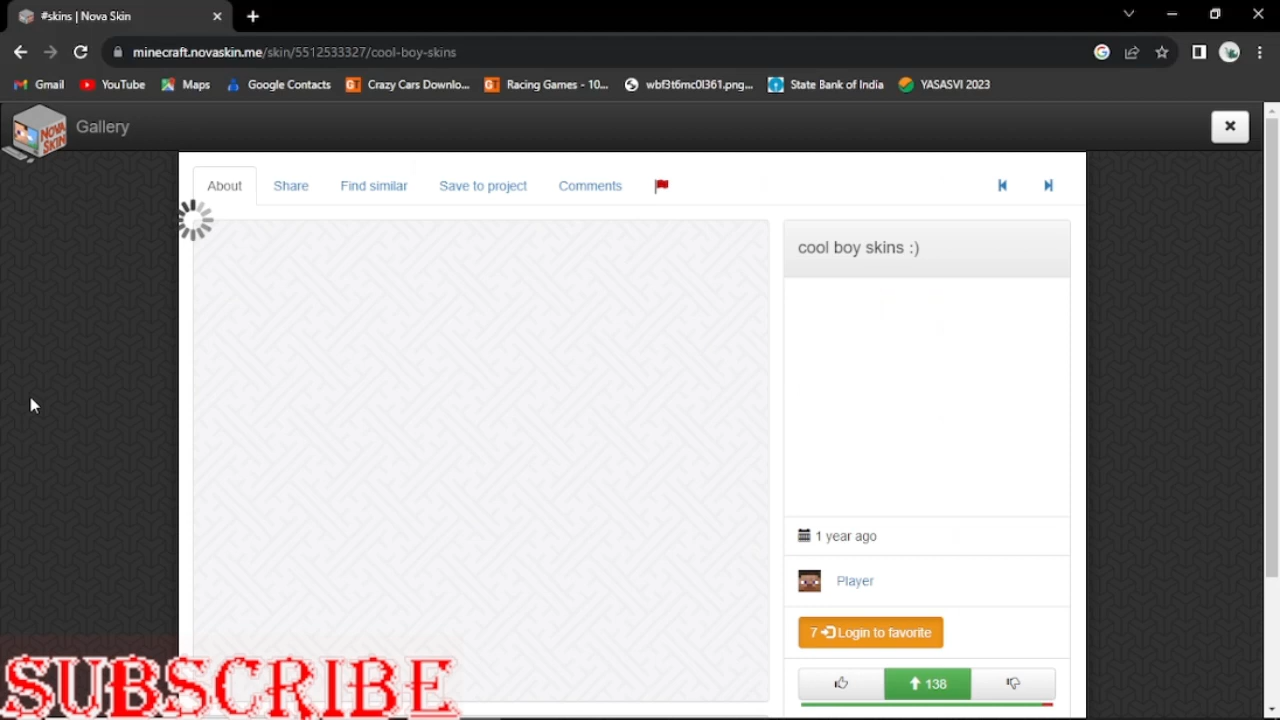 #skins | Nova Skin
minecraft.novaskin.me/skin/5512533327/cool-boy-skins
Gmail YouTube Maps Google Contacts Crazy Cars Downlo... Racing Games - 10... wbf3t6mc0l361.png... State Bank of India YASASVI 2023
NOVA SKIN Gallery
About Share Find similar Save to project Comments
cool boy skins :)
1 year ago
Player
7 Login to favorite
138
SUBSCRIBE